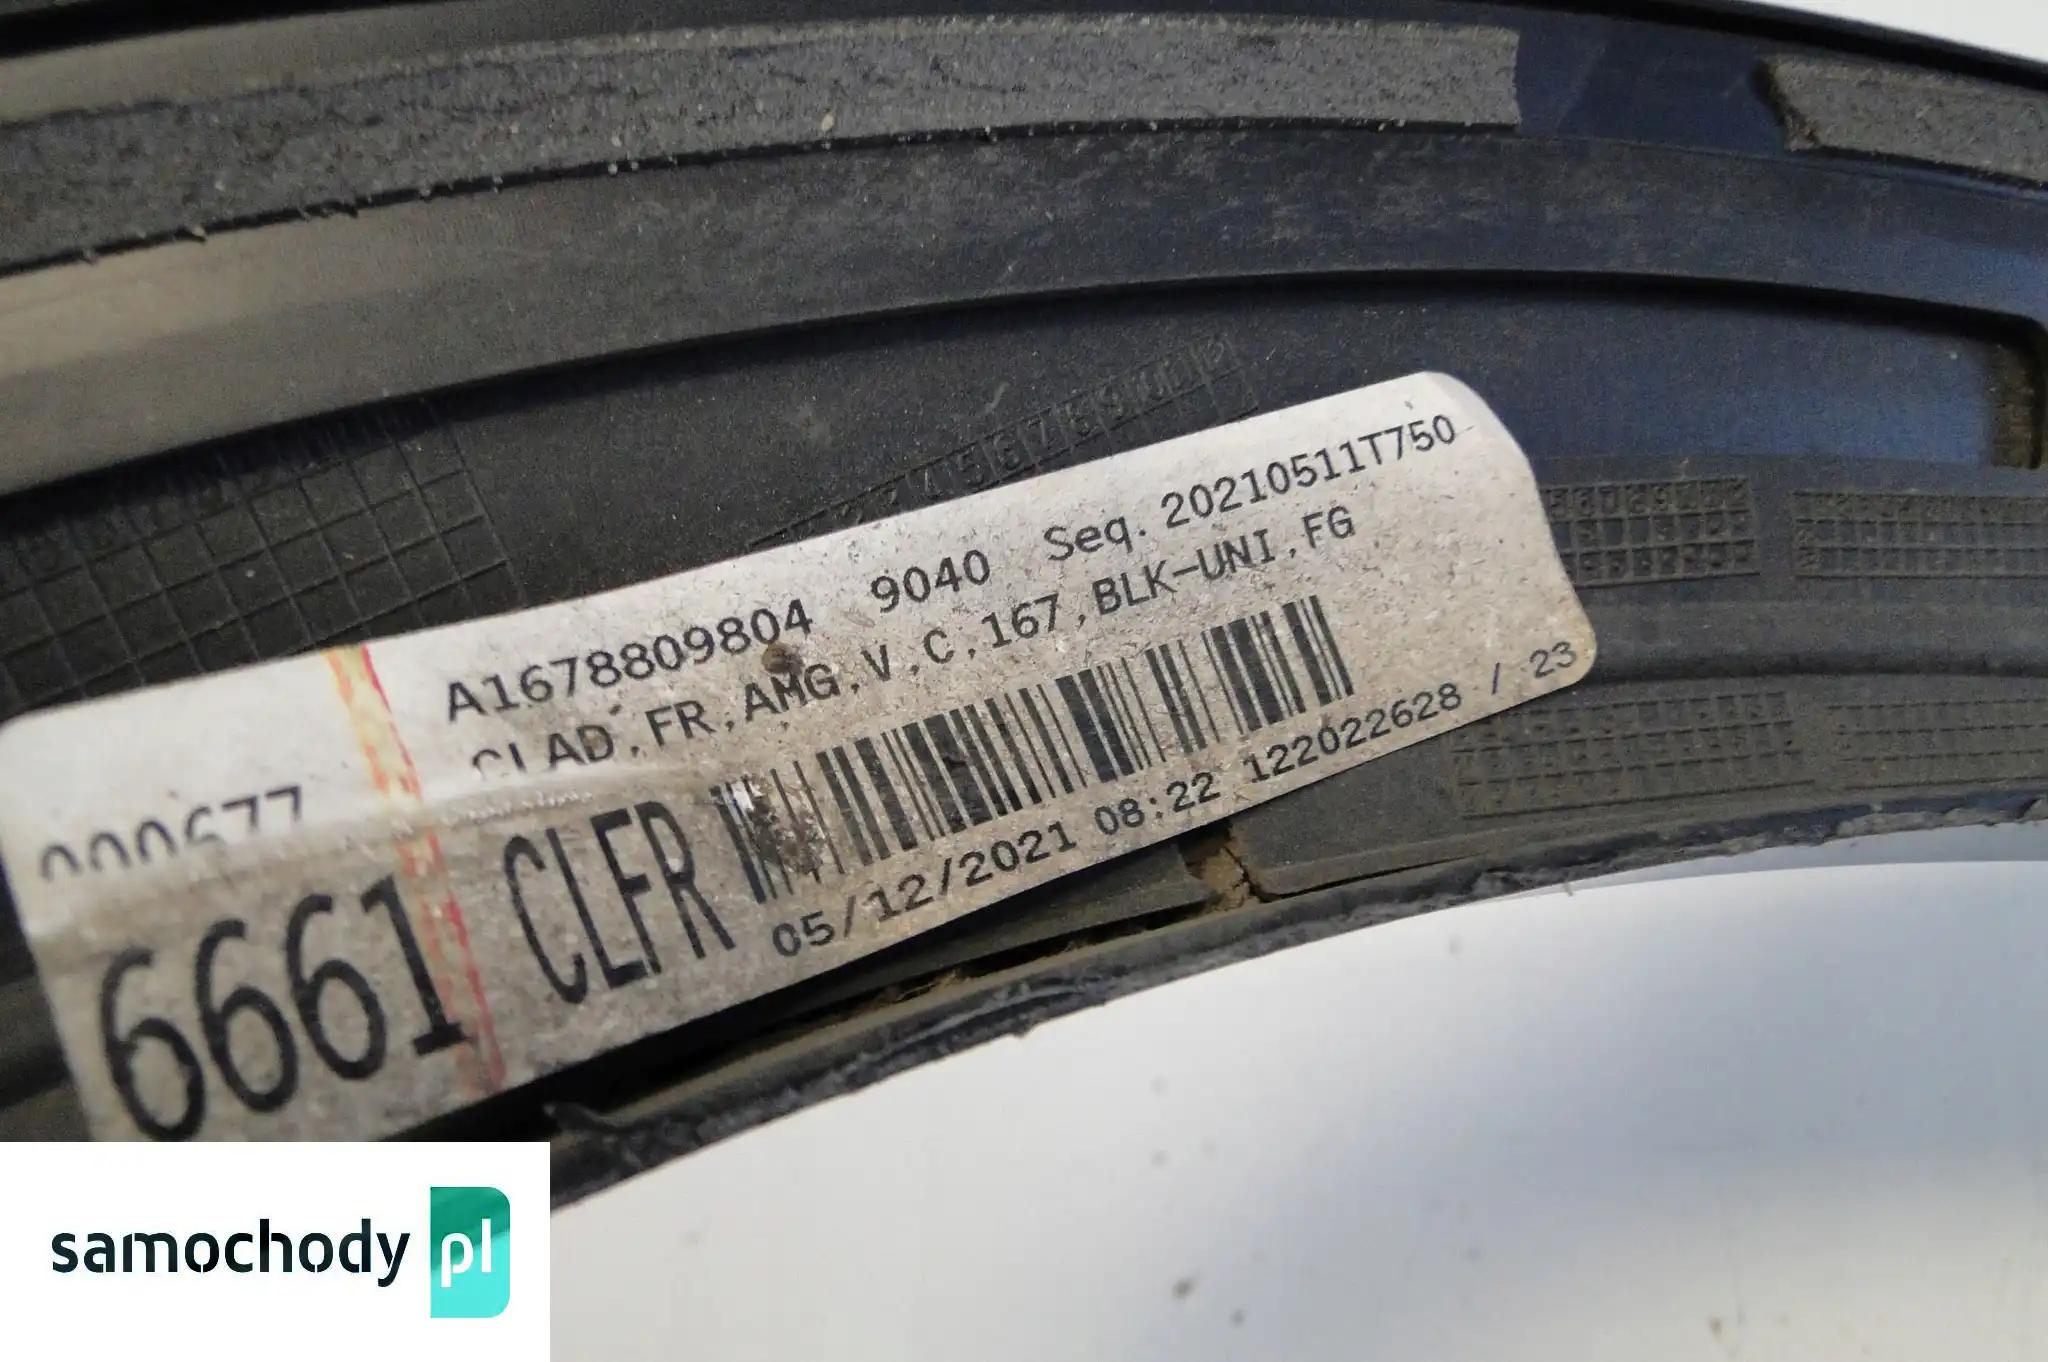 A1678809804 9040 Seq. 20210511T750
CLAD,FR,AMG,V,C,167,BLK-UNI,FG
000677
6661 CLFR
05/12/2021 08:22 122022628 / 23
samochody pl